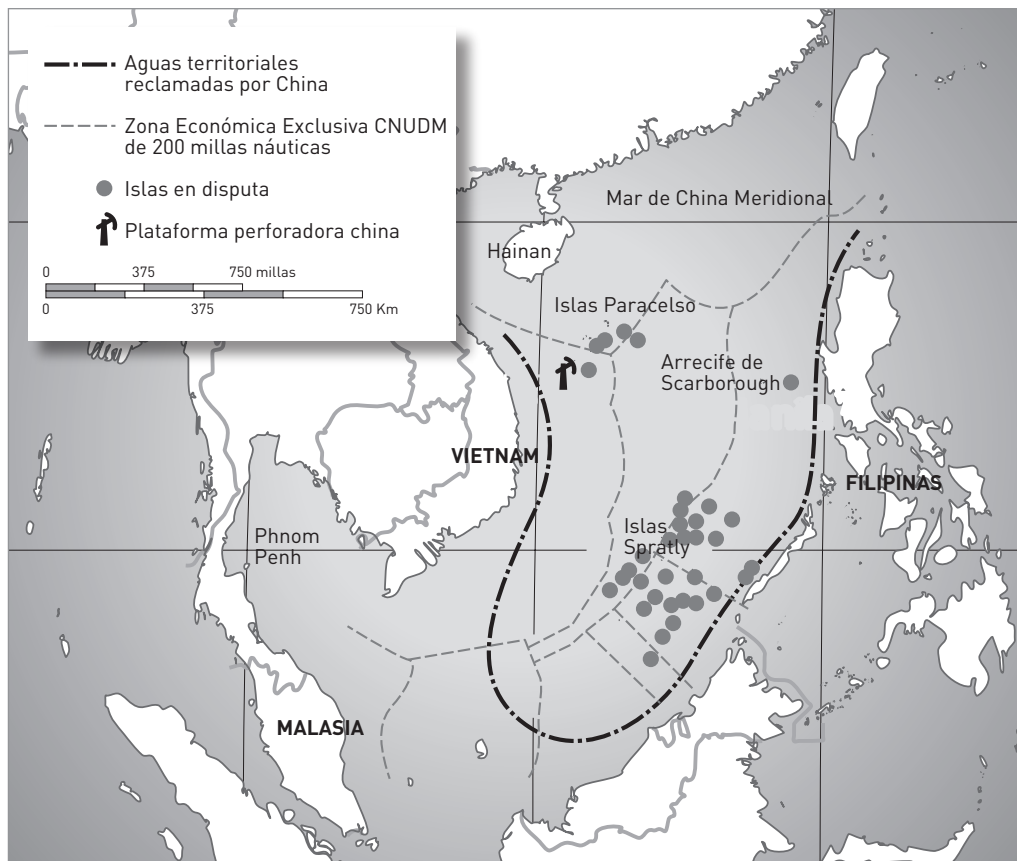 Aguas territoriales
reclamadas por China
Zona Económica Exclusiva CNUDM
de 200 millas náuticas
Islas en disputa
Plataforma perforadora china
0 375 750 millas
0 375 750 Km
Mar de China Meridional
Hainan
Islas Paracelso
Arrecife de
Scarborough
VIETNAM
FILIPINAS
Islas
Spratly
Phnom
Penh
MALASIA